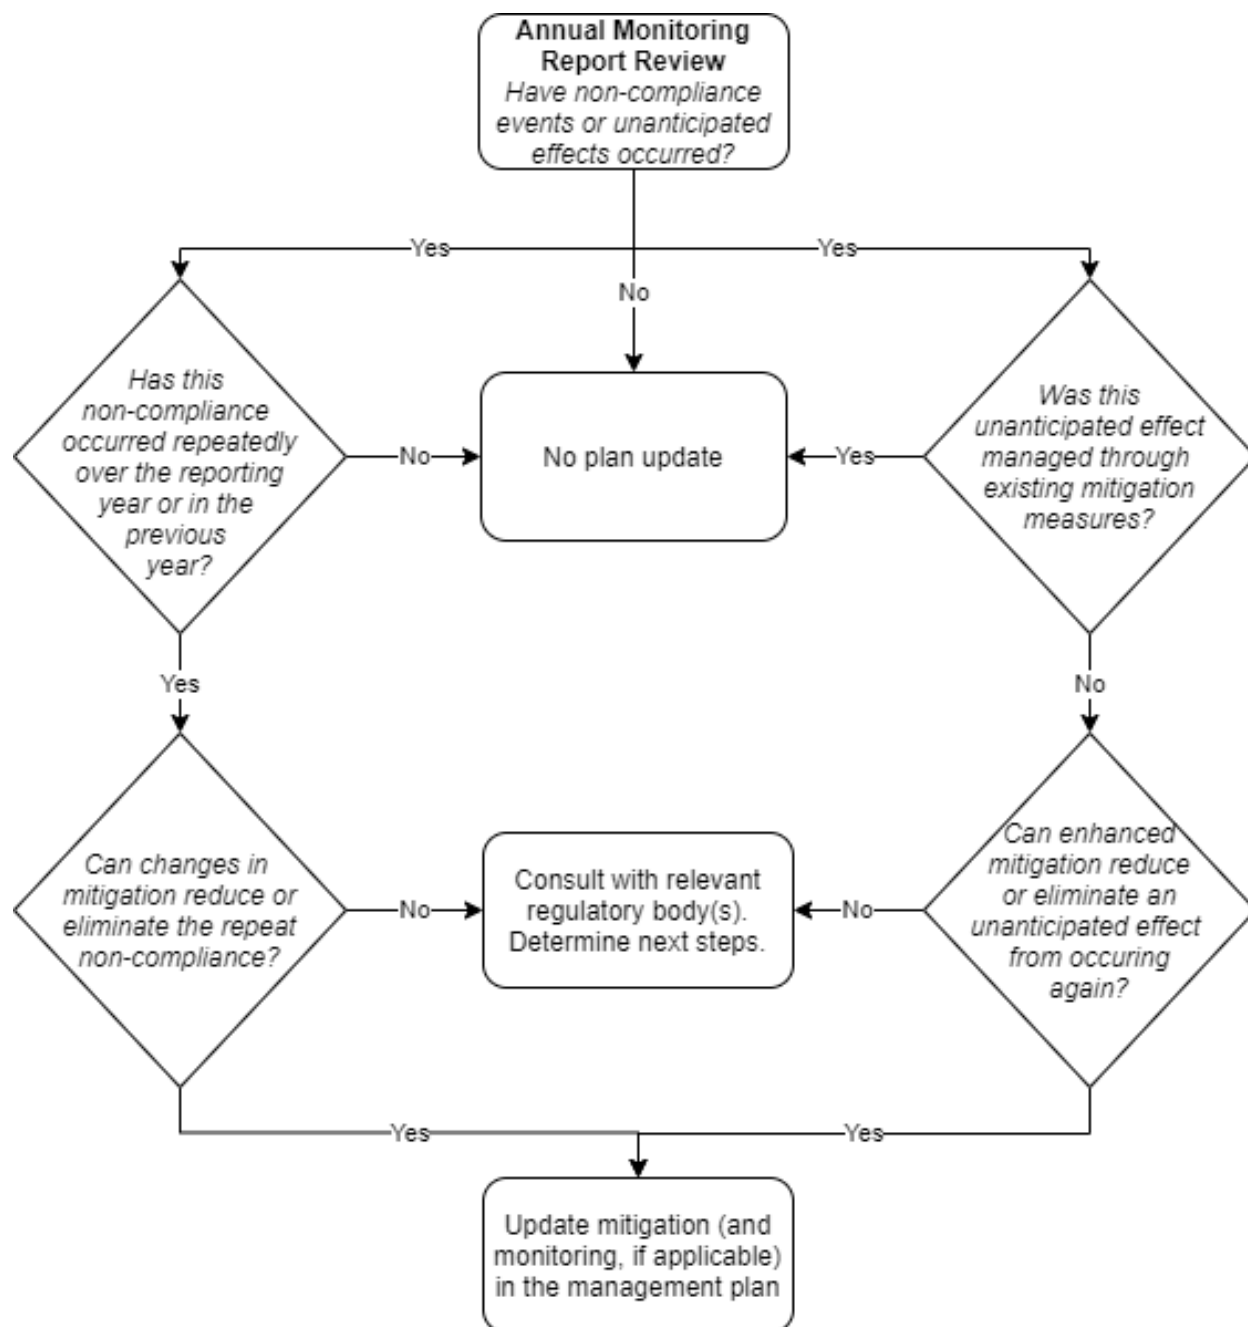 Annual Monitoring
Report Review
Have non-compliance
events or unanticipated
effects occurred?
Yes
Yes
No
Has this
non-compliance
occurred repeatedly
over the reporting
year or in the
previous
year?
No
No plan update
Yes
Was this
unanticipated effect
managed through
existing mitigation
measures?
Yes
No
Can changes in
mitigation reduce or
eliminate the repeat
non-compliance?
No
Consult with relevant
regulatory body(s).
Determine next steps.
No
Can enhanced
mitigation reduce
or eliminate an
unanticipated effect
from occuring
again?
Yes
Yes
Update mitigation (and
monitoring, if applicable)
in the management plan